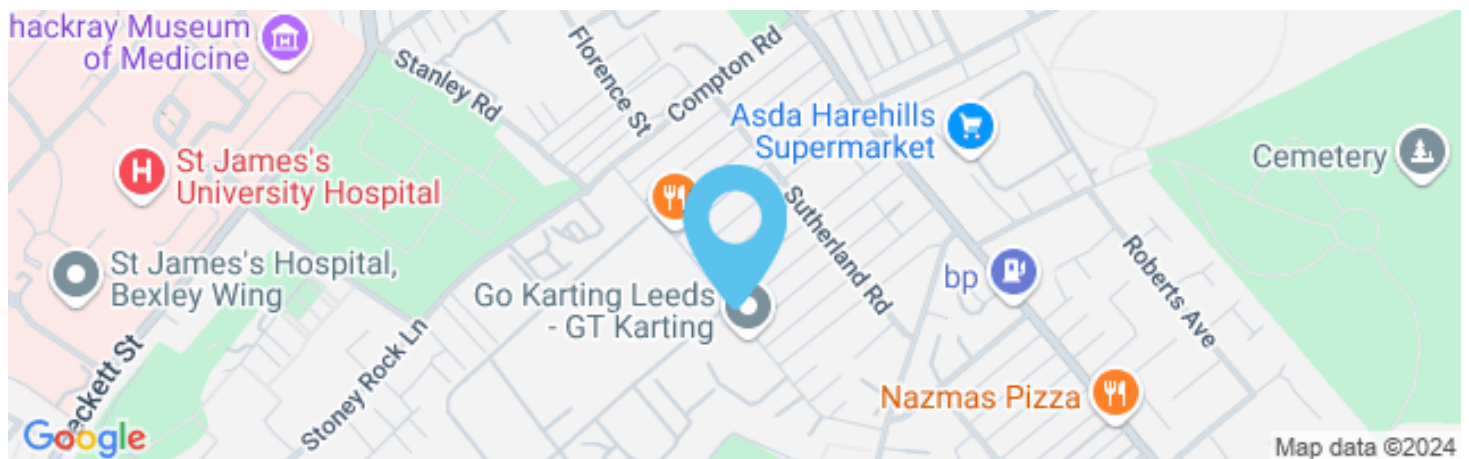 hackray Museum
of Medicine
Stanley Rd
Florence St
Compton Rd
Asda Harehills
Supermarket
Cemetery
H
St James's
University Hospital
Sutherland Rd
St James's Hospital,
Bexley Wing
Go Karting Leeds
- GT Karting
bp
Roberts Ave
eckett St
Stoney Rock Ln
Nazmas Pizza
Google
Map data ©2024